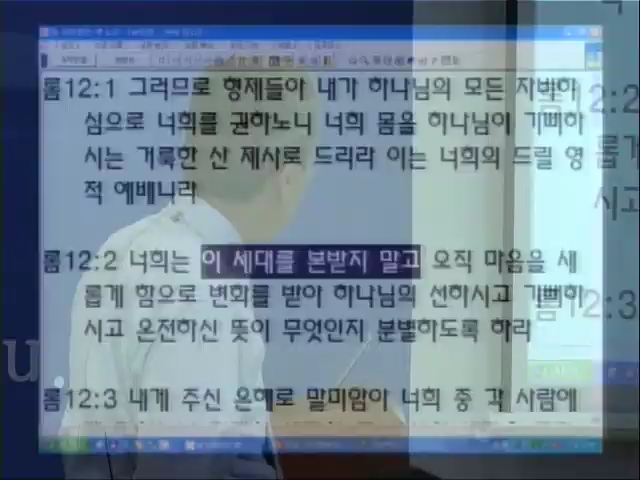 롬12:1 그러므로 형제들아 내가 하나님의 모든 자비하
심으로 너희를 권하노니 너희 몸을 하나님이 기뻐하
시는 거룩한 산 제사로 드리라 이는 너희의 드릴 영
적 예배니라
롬12:2 너희는 이 세대를 본받지 말고 오직 마음을 새
롭게 함으로 변화를 받아 하나님의 선하시고 기뻐하
시고 온전하신 뜻이 무엇인지 분별하도록 하라
롬12:3 내게 주신 은혜로 말미암아 너희 중 각 사람에
12:2
롭게
시고
12:3
u.